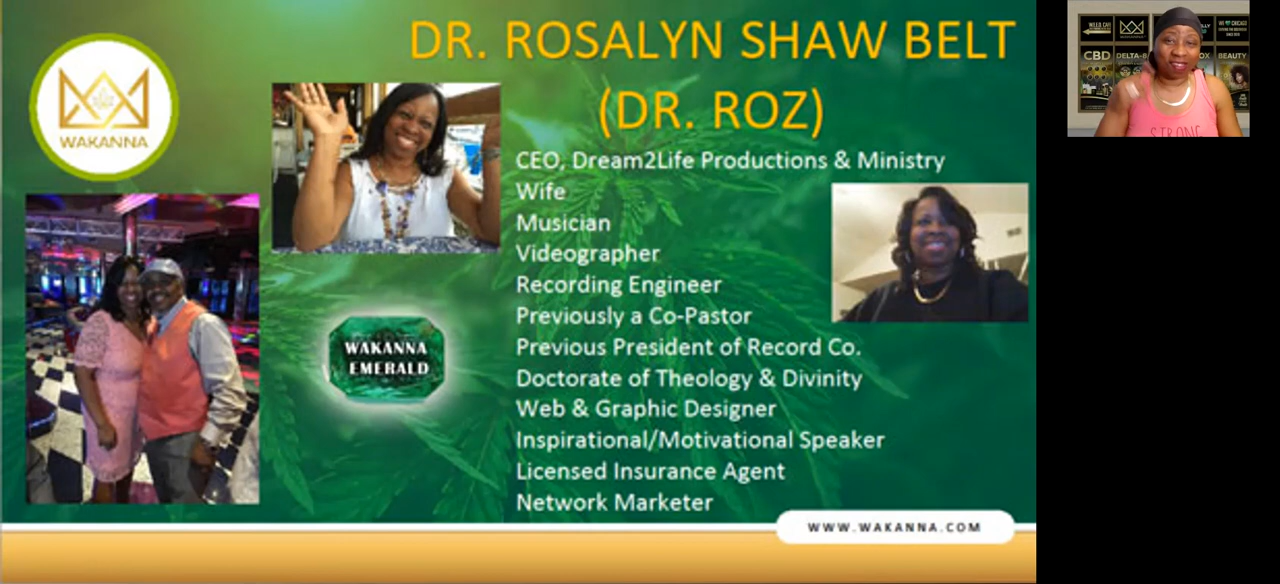 DR. ROSALYN SHAW BELT
(DR. ROZ)
WAKANNA
CEO, Dream2Life Productions & Ministry
Wife
Musician
Videographer
Recording Engineer
Previously a Co-Pastor
Previous President of Record Co.
Doctorate of Theology & Divinity
Web & Graphic Designer
Inspirational/Motivational Speaker
Licensed Insurance Agent
Network Marketer
WAKANNA
EMERALD
WWW.WAKANNA.COM
CBD
BEAUTY
STRONG